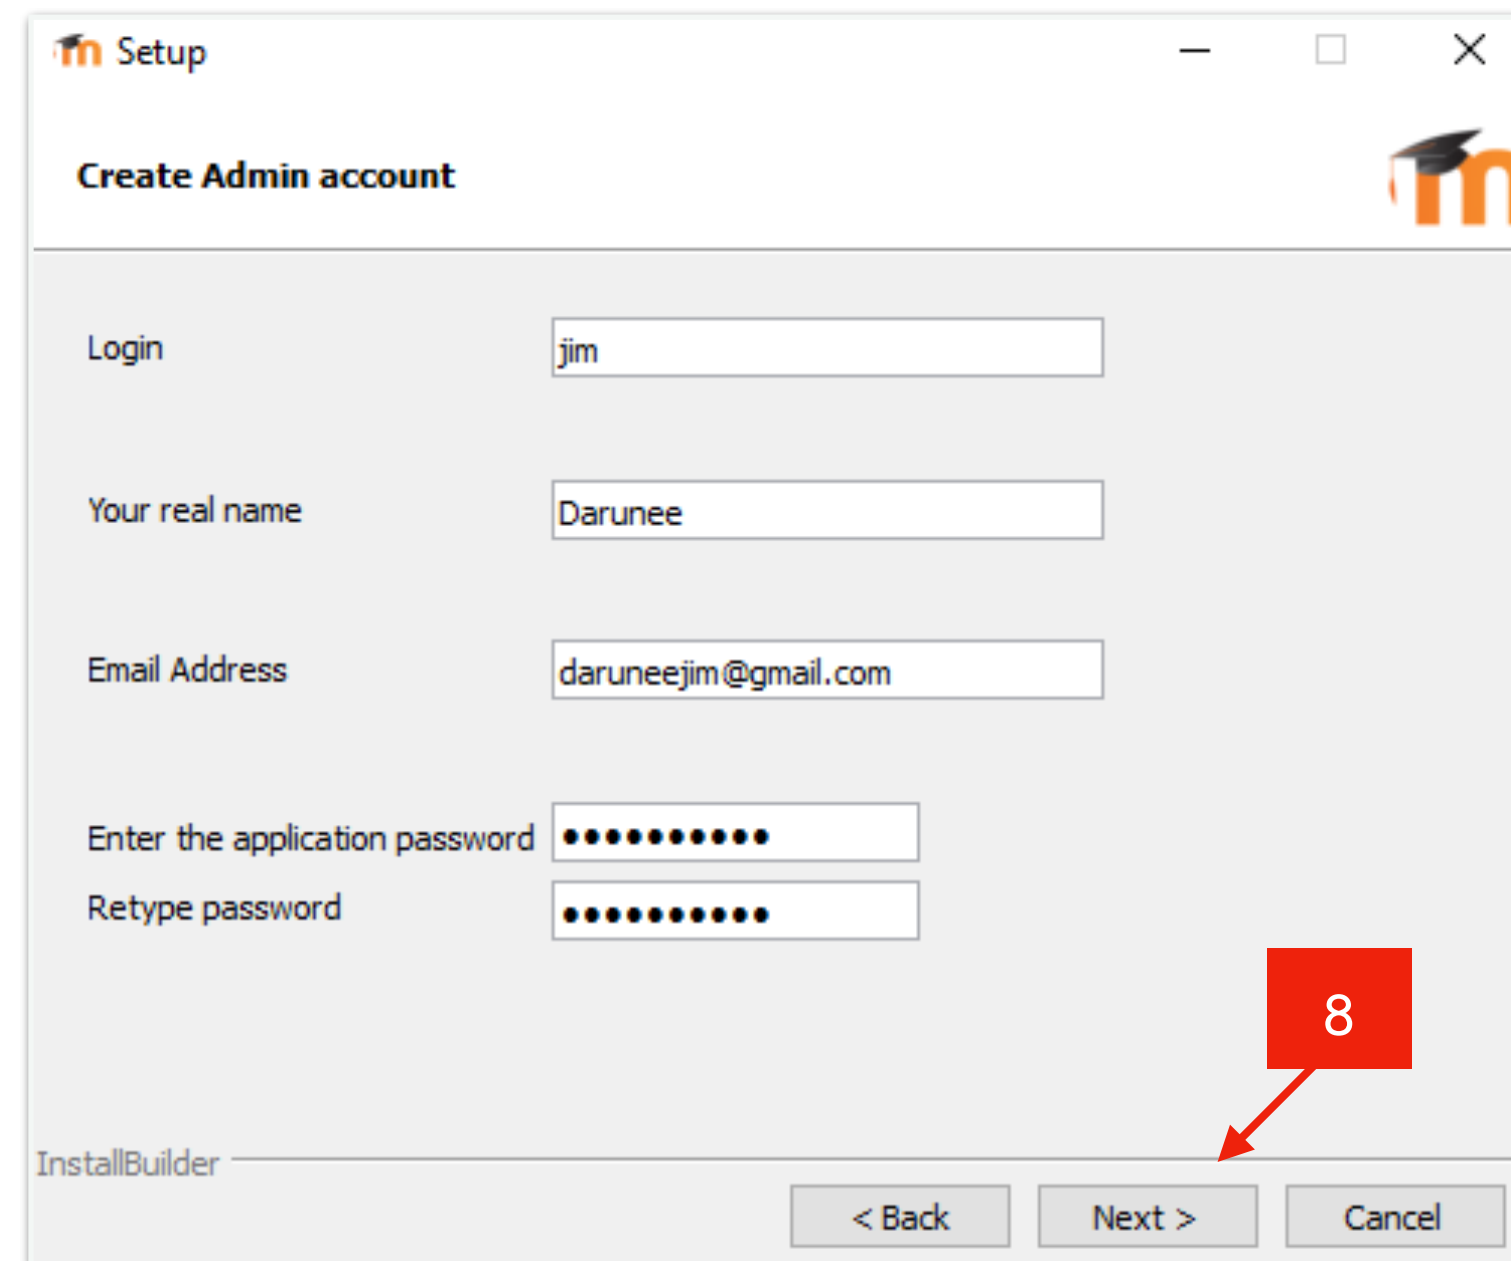 Setup
Create Admin account
Login jim
Your real name Darunee
Email Address daruneejim@gmail.com
Enter the application password ••••••••••
Retype password ••••••••••
8
InstallBuilder
< Back Next > Cancel